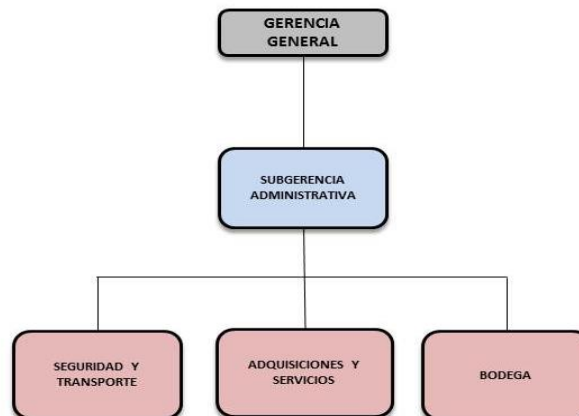 GERENCIA
GENERAL
SUBGERENCIA
ADMINISTRATIVA
SEGURIDAD Y
TRANSPORTE
ADQUISICIONES Y
SERVICIOS
BODEGA